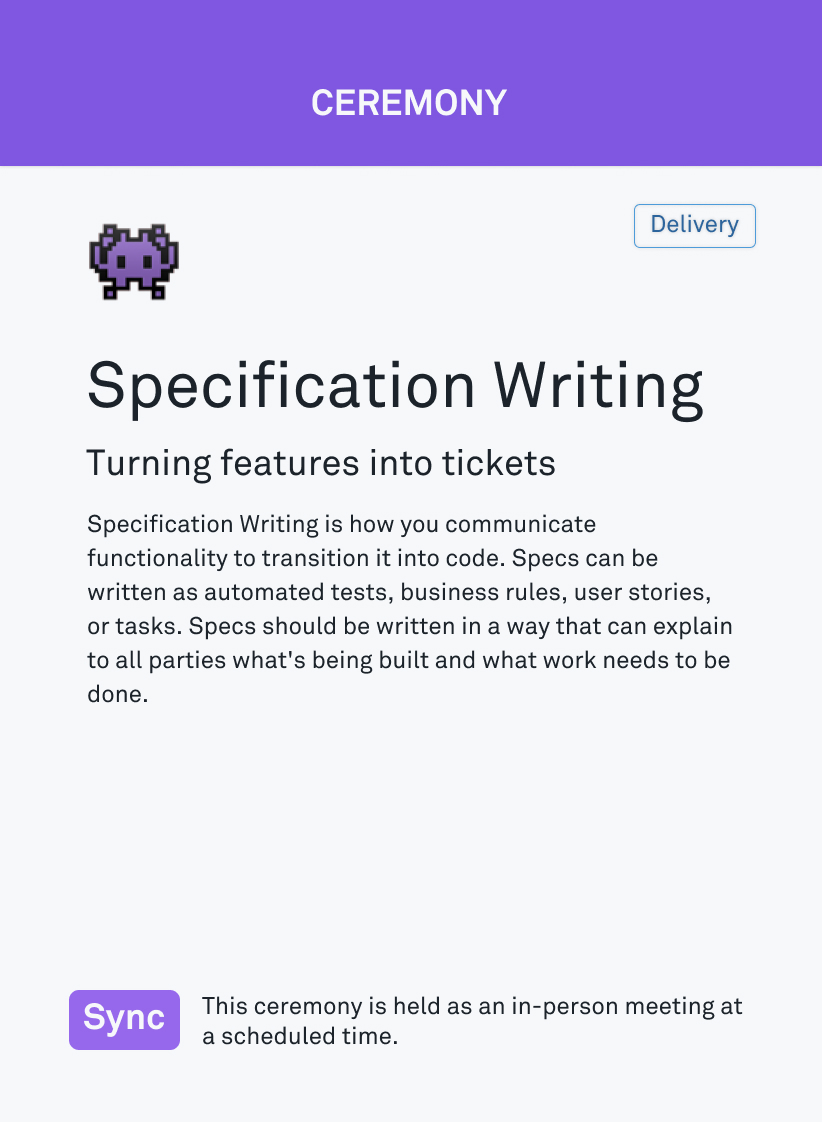 CEREMONY
Delivery
Specification Writing
Turning features into tickets
Specification Writing is how you communicate
functionality to transition it into code. Specs can be
written as automated tests, business rules, user stories,
or tasks. Specs should be written in a way that can explain
to all parties what's being built and what work needs to be
done.
Sync
This ceremony is held as an in-person meeting at
a scheduled time.